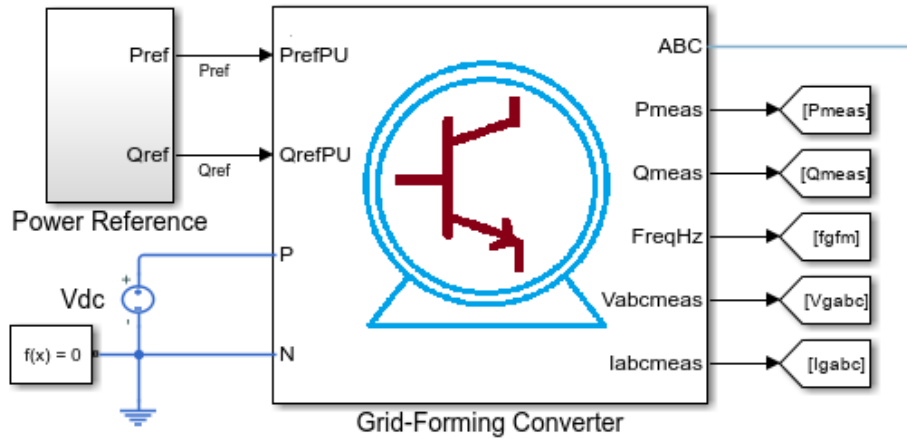 Pref
Pref
PrefPU
Qref
Qref
QrefPU
Power Reference
Vdc
+
-
f(x) = 0
P
N
ABC
Pmeas
[Pmeas]
Qmeas
[Qmeas]
FreqHz
[fgfm]
Vabcmeas
[Vgabc]
Iabcmeas
[Igabc]
Grid-Forming Converter